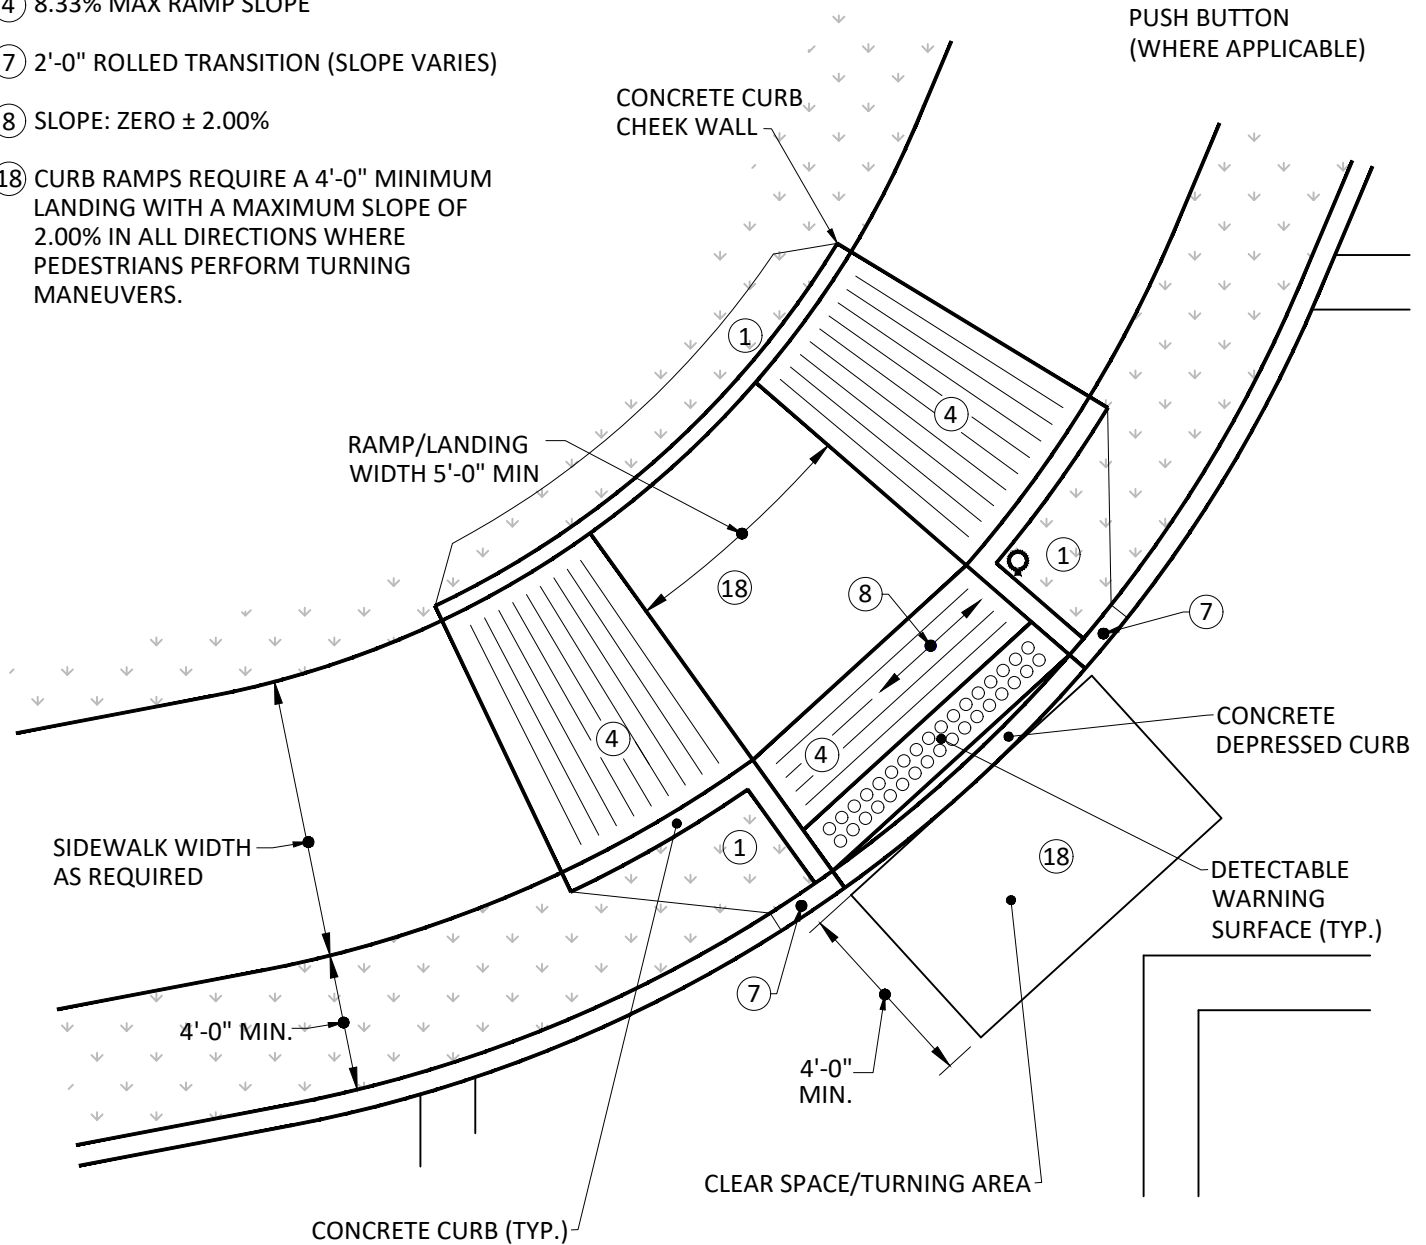 4 8.33% MAX RAMP SLOPE
7 2'-0" ROLLED TRANSITION (SLOPE VARIES)
8 SLOPE: ZERO ± 2.00%
18 CURB RAMPS REQUIRE A 4'-0" MINIMUM
LANDING WITH A MAXIMUM SLOPE OF
2.00% IN ALL DIRECTIONS WHERE
PEDESTRIANS PERFORM TURNING
MANEUVERS.
PUSH BUTTON
(WHERE APPLICABLE)
CONCRETE CURB
CHEEK WALL
1
4
RAMP/LANDING
WIDTH 5'-0" MIN
18
8
1
7
4
4
CONCRETE
DEPRESSED CURB
SIDEWALK WIDTH
AS REQUIRED
1
18
DETECTABLE
WARNING
SURFACE (TYP.)
7
4'-0" MIN.
4'-0"
MIN.
CLEAR SPACE/TURNING AREA
CONCRETE CURB (TYP.)